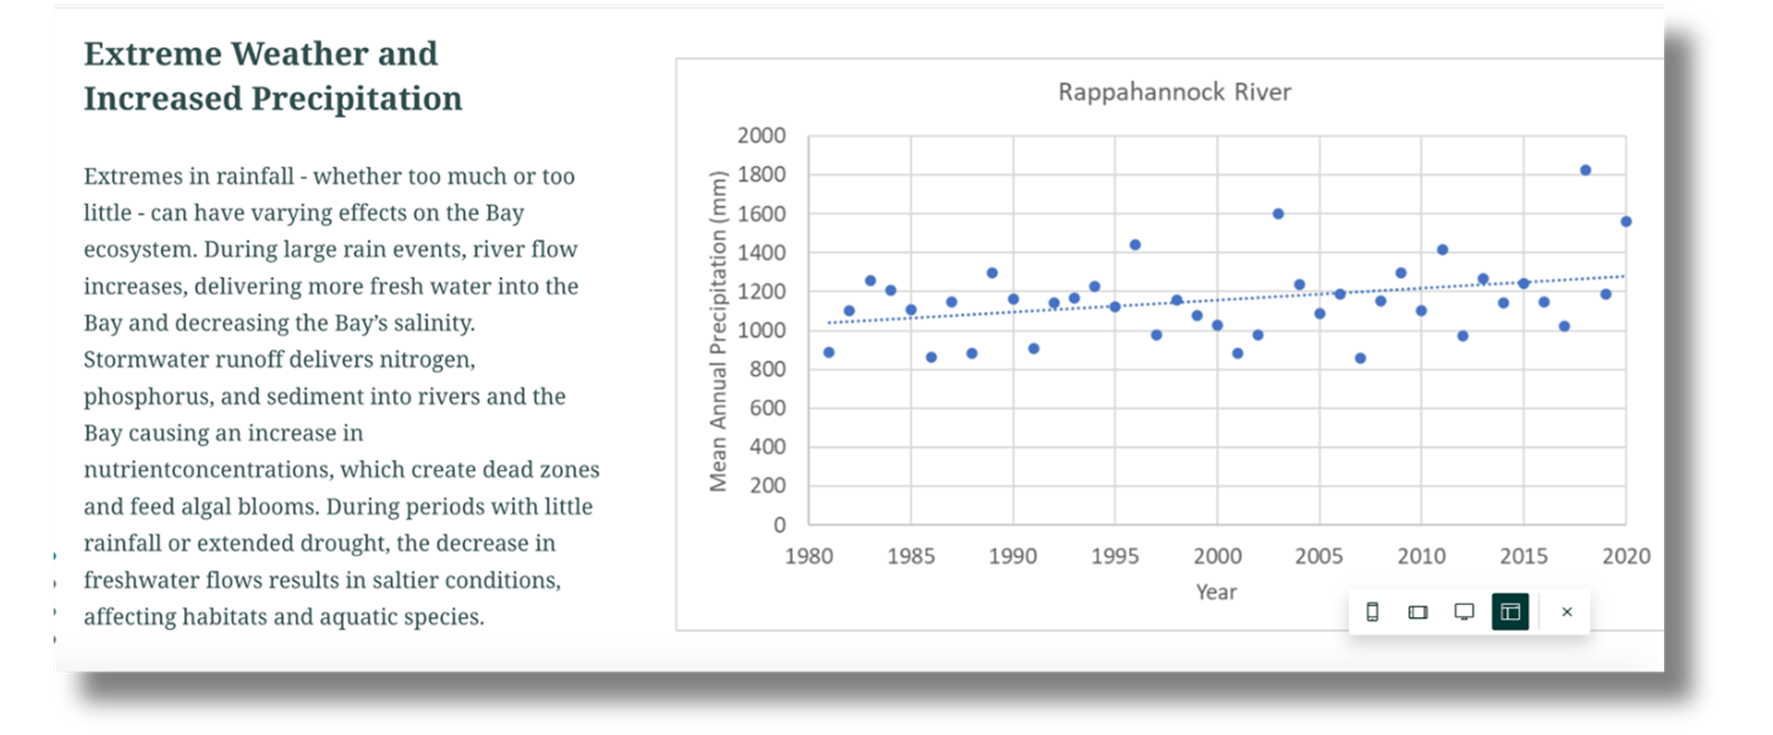 Extreme Weather and
Increased Precipitation
Extremes in rainfall - whether too much or too
little - can have varying effects on the Bay
ecosystem. During large rain events, river flow
increases, delivering more fresh water into the
Bay and decreasing the Bay’s salinity.
Stormwater runoff delivers nitrogen,
phosphorus, and sediment into rivers and the
Bay causing an increase in
nutrientconcentrations, which create dead zones
and feed algal blooms. During periods with little
rainfall or extended drought, the decrease in
freshwater flows results in saltier conditions,
affecting habitats and aquatic species.
Rappahannock River
Mean Annual Precipitation (mm)
2000
1800
1600
1400
1200
1000
800
600
400
200
0
1980 1985 1990 1995 2000 2005 2010 2015 2020
Year